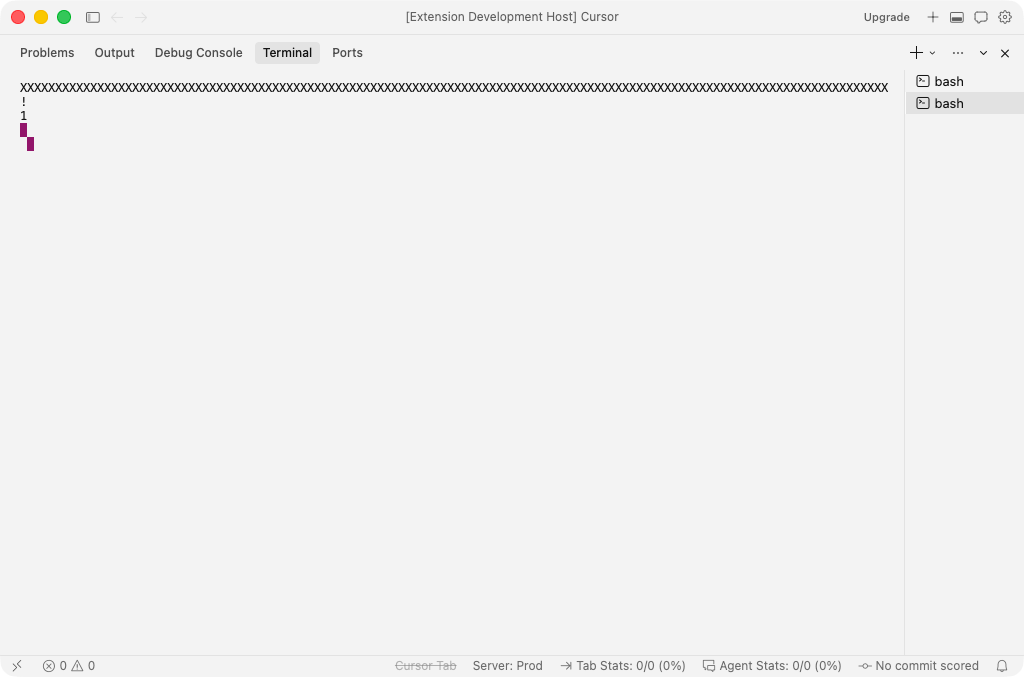 [Extension Development Host] Cursor
Upgrade
Problems Output Debug Console Terminal Ports
XXXXXXXXXXXXXXXXXXXXXXXXXXXXXXXXXXXXXXXXXXXXXXXXXXXXXXXXXXXXXXXXXXXXXXXXXXXXXXXXXXXXXXXXXXXXXXXXXXXXXXXXXXXXXXXXXXXXXXXXXXXX
!
1
bash
bash
0 0 Cursor Tab Server: Prod Tab Stats: 0/0 (0%) Agent Stats: 0/0 (0%) No commit scored